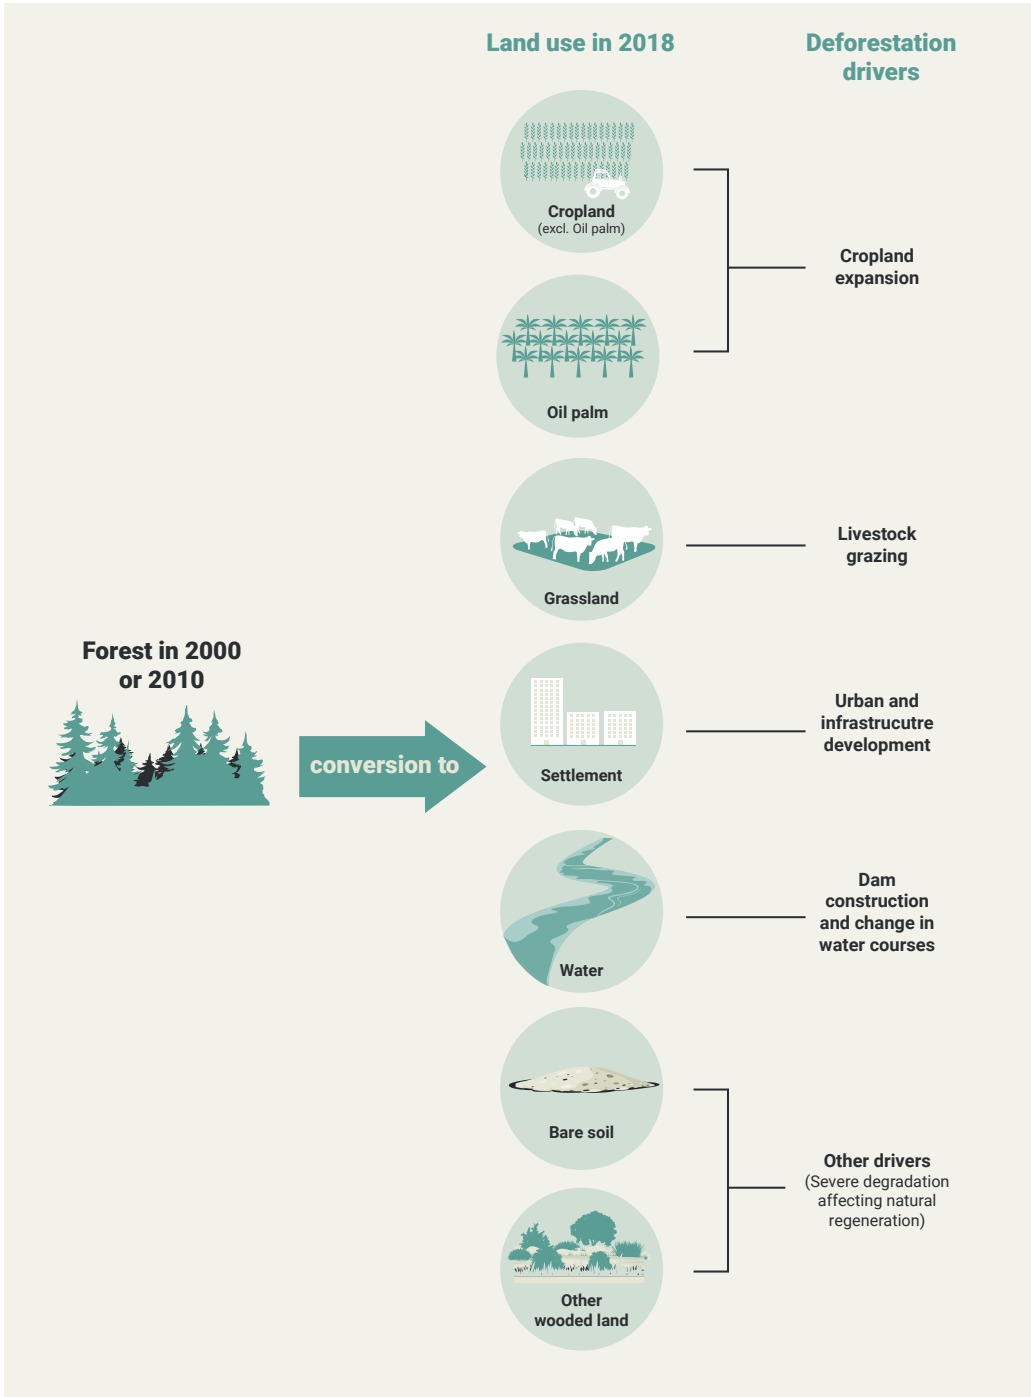 Land use in 2018
Deforestation
drivers
Cropland
(excl. Oil palm)
Cropland
expansion
Oil palm
Grassland
Livestock
grazing
Forest in 2000
or 2010
conversion to
Settlement
Urban and
infrastrucutre
development
Water
Dam
construction
and change in
water courses
Bare soil
Other drivers
(Severe degradation
affecting natural
regeneration)
Other
wooded land